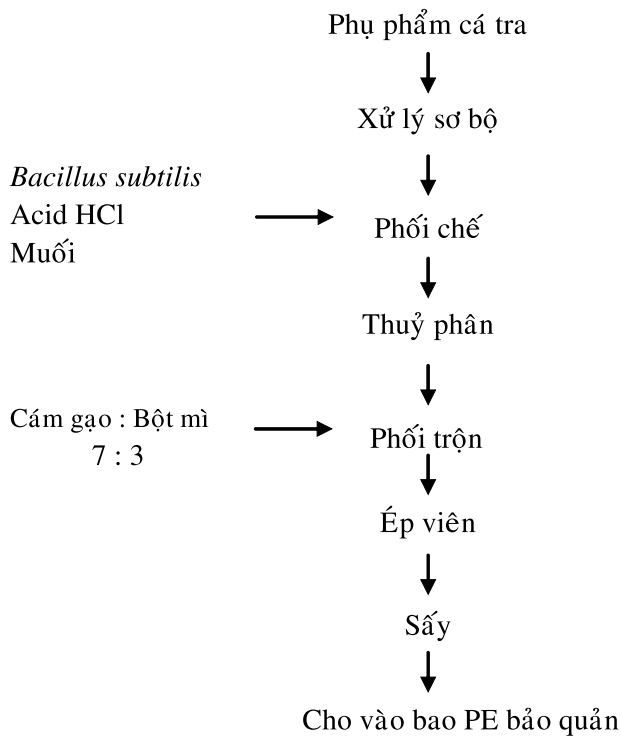 Phụ phẩm cá tra
Xử lý sơ bộ
Bacillus subtilis
Acid HCl
Muối
Phối chế
Thuỷ phân
Cám gạo : Bột mì
7 : 3
Phối trộn
Ép viên
Sấy
Cho vào bao PE bảo quản